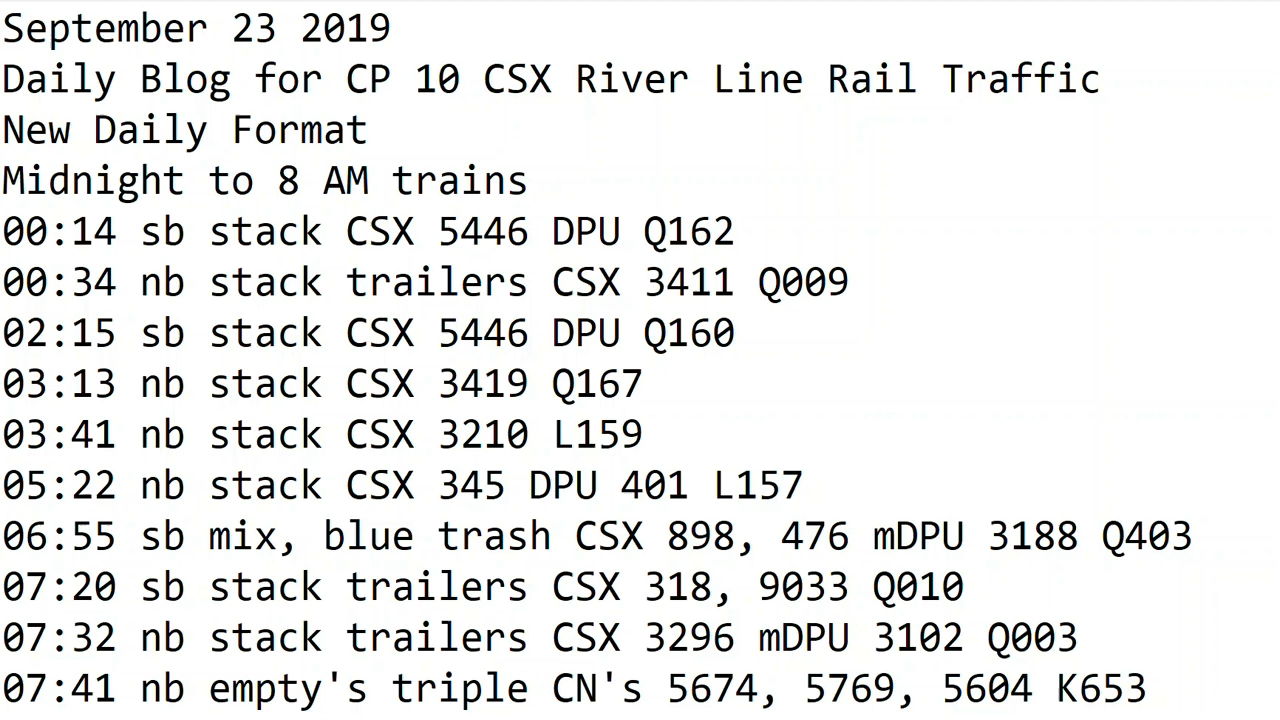 September 23 2019
Daily Blog for CP 10 CSX River Line Rail Traffic
New Daily Format
Midnight to 8 AM trains
00:14 sb stack CSX 5446 DPU Q162
00:34 nb stack trailers CSX 3411 Q009
02:15 sb stack CSX 5446 DPU Q160
03:13 nb stack CSX 3419 Q167
03:41 nb stack CSX 3210 L159
05:22 nb stack CSX 345 DPU 401 L157
06:55 sb mix, blue trash CSX 898, 476 mDPU 3188 Q403
07:20 sb stack trailers CSX 318, 9033 Q010
07:32 nb stack trailers CSX 3296 mDPU 3102 Q003
07:41 nb empty's triple CN's 5674, 5769, 5604 K653